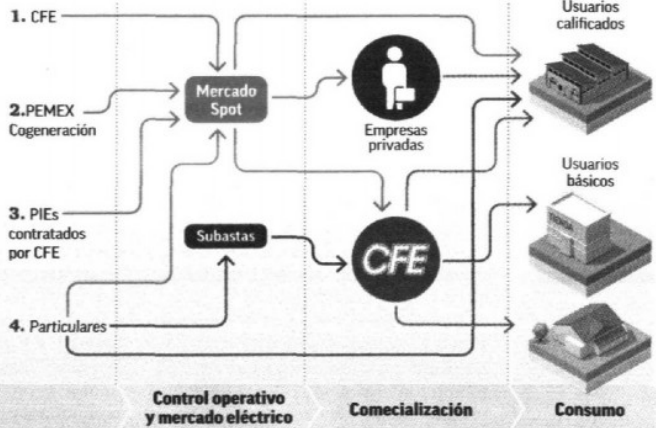 1. CFE
2.PEMEX
Cogeneración
3. PIEs
contratados
por CFE
4. Particulares
Mercado
Spot
Subastas
Control operativo
y mercado eléctrico
Empresas
privadas
CFE
Comecialización
Usuarios
calificados
Usuarios
básicos
TIENDA
Consumo